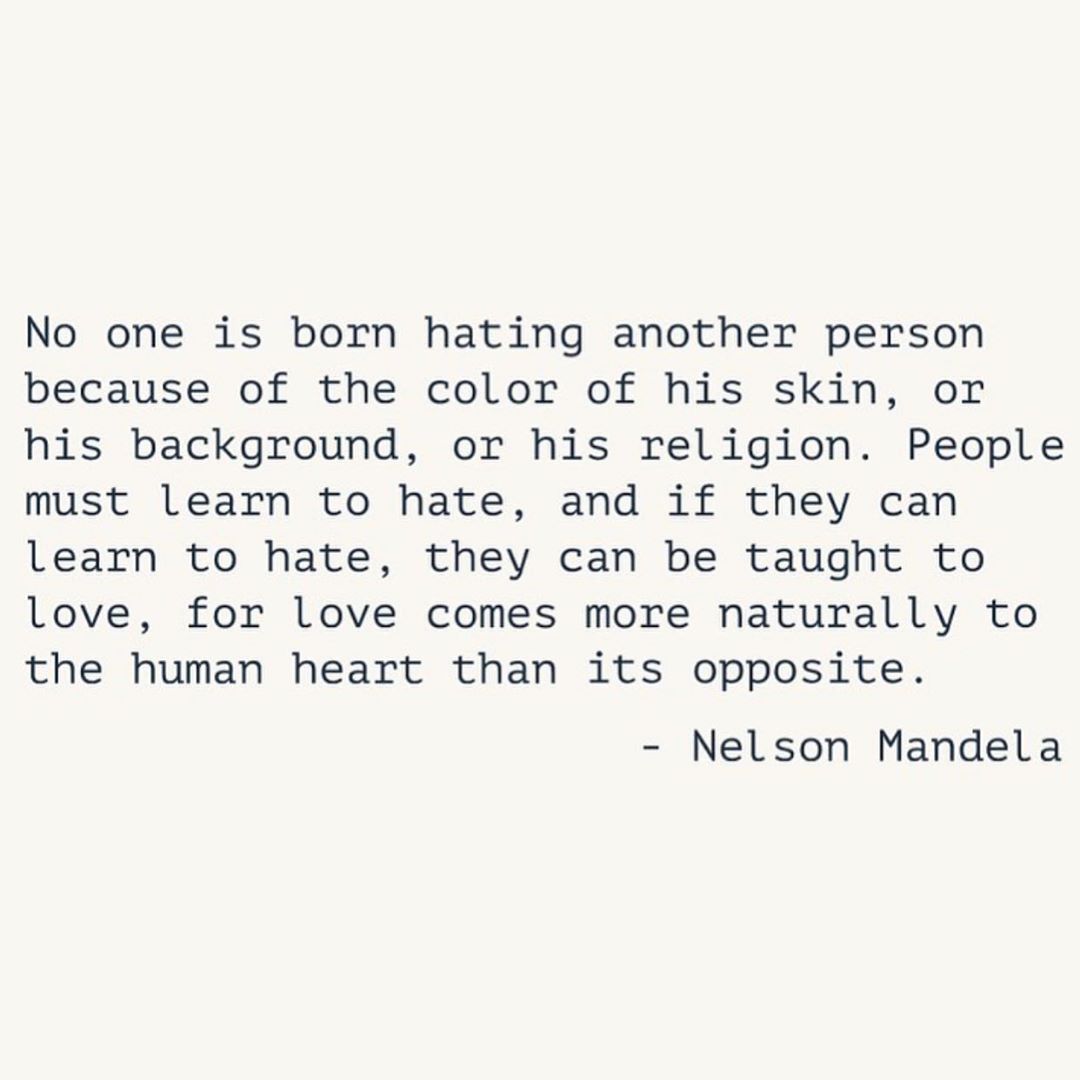 No one is born hating another person
because of the color of his skin, or
his background, or his religion. People
must learn to hate, and if they can
learn to hate, they can be taught to
love, for love comes more naturally to
the human heart than its opposite.
- Nelson Mandela